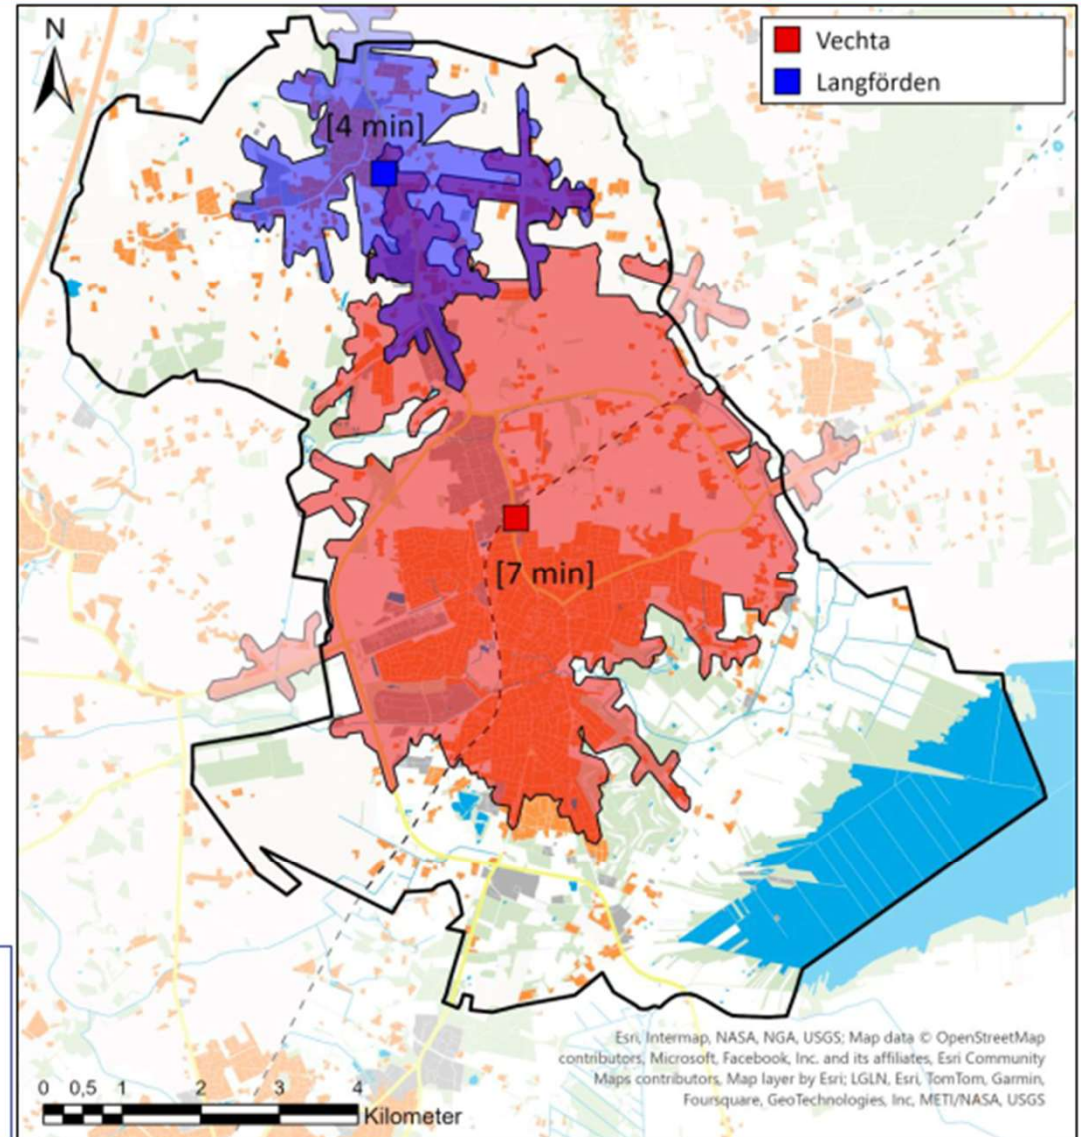 N
Vechta
Langförden
[4 min]
[7 min]
Esri, Intermap, NASA, NGA, USGS; Map data © OpenStreetMap
contributors, Microsoft, Facebook, Inc. and its affiliates, Esri Community
Maps contributors, Map layer by Esri; LGLN, Esri, TomTom, Garmin,
Foursquare, GeoTechnologies, Inc, METI/NASA, USGS
0 0,5 1 2 3 4
Kilometer